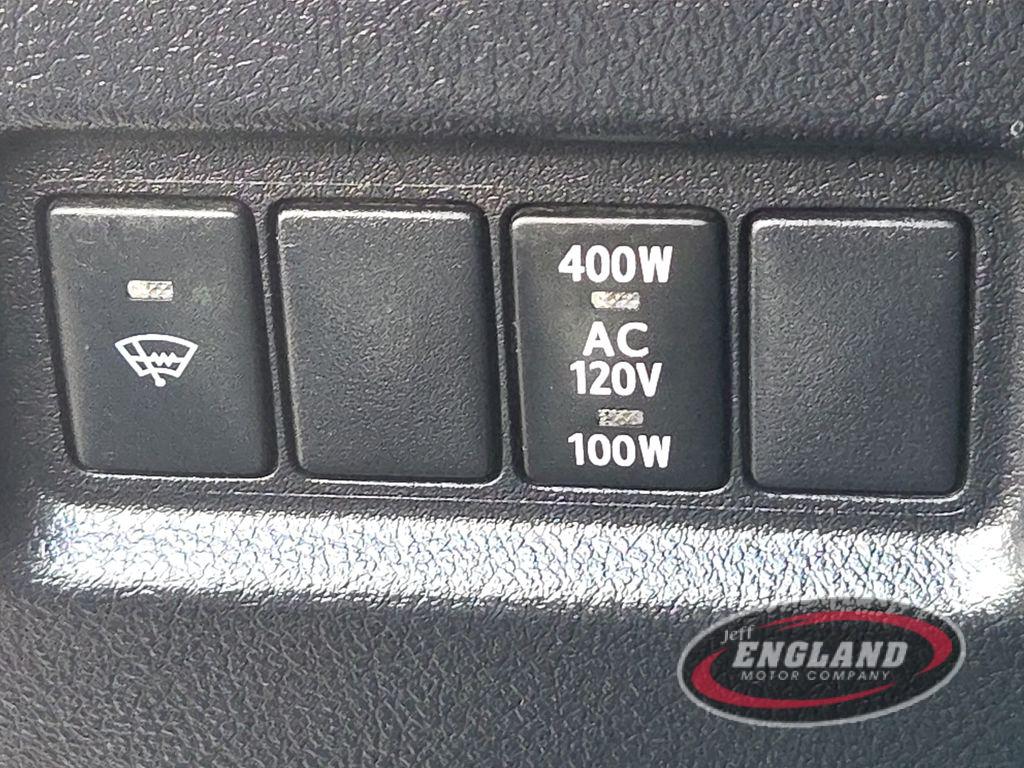 400W
AC
120V
100W
Jeff
ENGLAND
MOTOR COMPANY